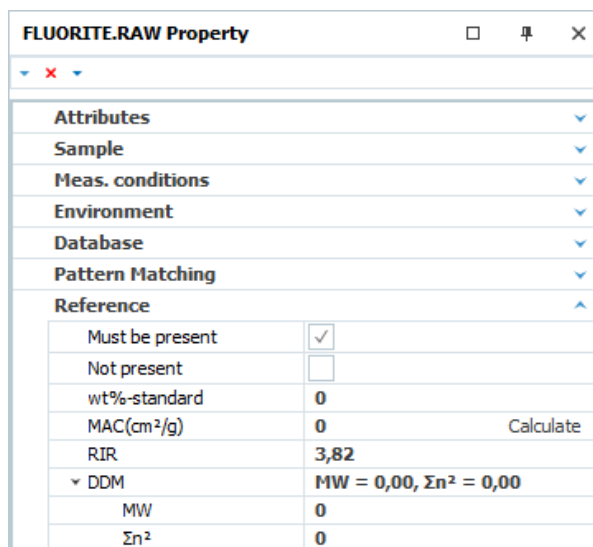 FLUORITE.RAW Property
Attributes
Sample
Meas. conditions
Environment
Database
Pattern Matching
Reference
Must be present
Not present
wt%-standard 0
MAC(cm²/g) 0 Calculate
RIR 3,82
DDM MW = 0,00, Σn² = 0,00
MW 0
Σn² 0